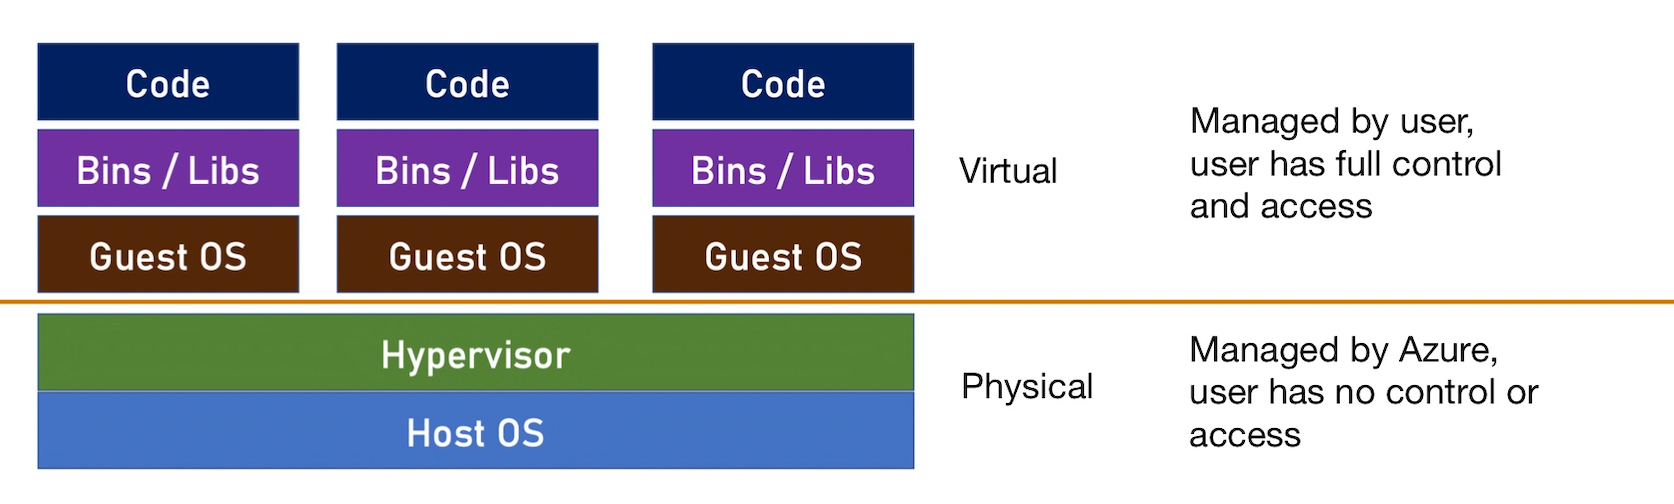 Code
Code
Code
Bins / Libs
Bins / Libs
Bins / Libs
Guest OS
Guest OS
Guest OS
Virtual
Managed by user,
user has full control
and access
Hypervisor
Host OS
Physical
Managed by Azure,
user has no control or
access